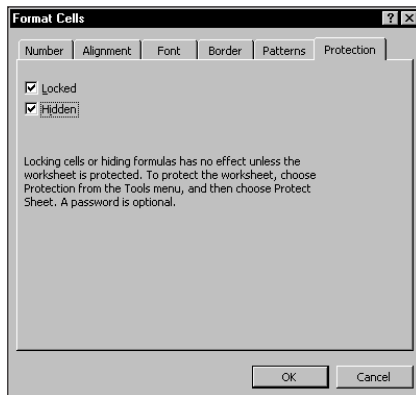 Format Cells
Number Alignment Font Border Patterns Protection
Locked
Hidden
Locking cells or hiding formulas has no effect unless the
worksheet is protected. To protect the worksheet, choose
Protection from the Tools menu, and then choose Protect
Sheet. A password is optional.
OK Cancel